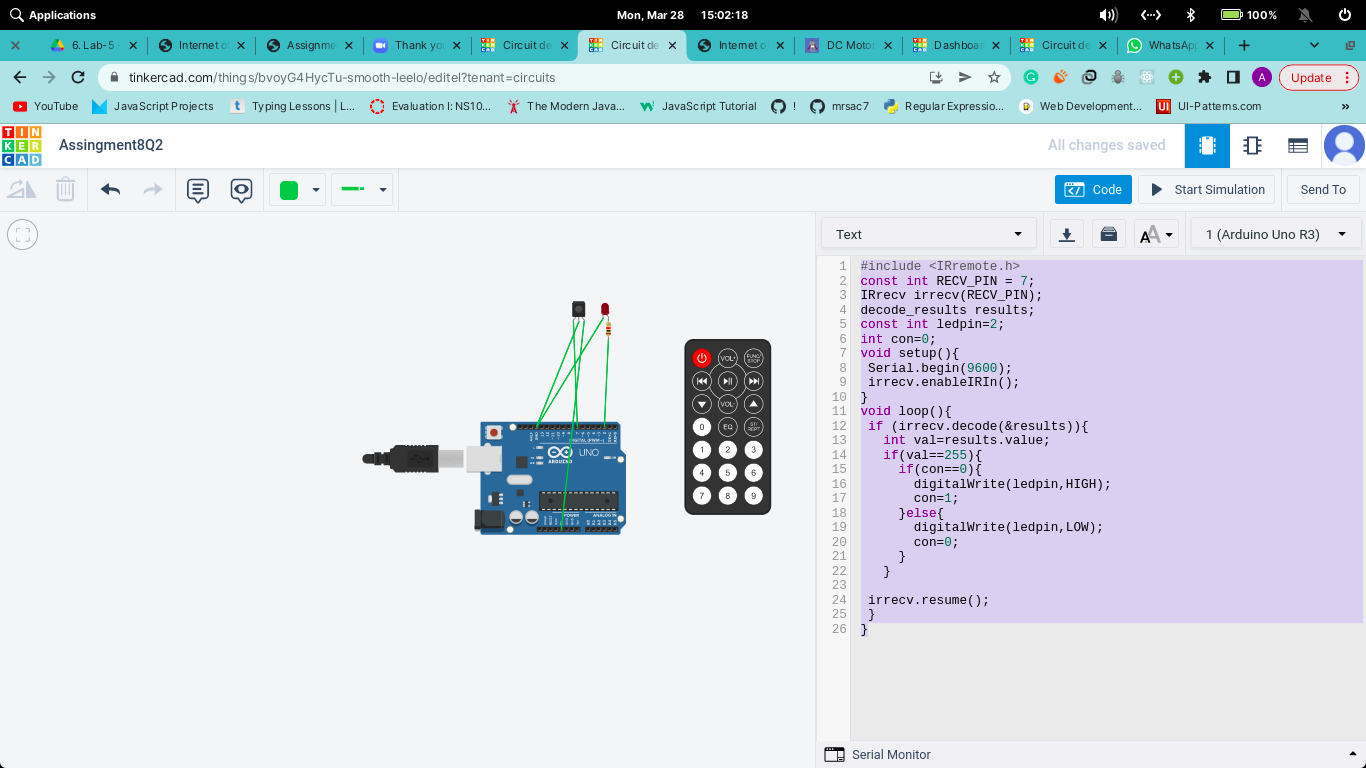 Applications
Mon, Mar 28 15:02:18
100%
6. Lab-5 -
Internet of
Assignme
Thank you
Circuit de
Circuit de
Internet o
DC Motor
Dashboar
Circuit de
WhatsApp
tinkercad.com/things/bvoyG4HycTu-smooth-leelo/editel?tenant=circuits
A
Update
YouTube
JavaScript Projects
Typing Lessons | L...
Evaluation I: NS10...
The Modern Java...
JavaScript Tutorial
!
mrsac7
Regular Expressio...
Web Development...
UI-Patterns.com
»
TINKERCAD
Assingment8Q2
All changes saved
Code
Start Simulation
Send To
Text
1 (Arduino Uno R3)
1 #include <IRremote.h>
2 const int RECV_PIN = 7;
3 IRrecv irrecv(RECV_PIN);
4 decode_results results;
5 const int ledpin=2;
6 int con=0;
7 void setup(){
8 Serial.begin(9600);
9 irrecv.enableIRIn();
10 }
11 void loop(){
12 if (irrecv.decode(&results)){
13 int val=results.value;
14 if(val==255){
15 if(con==0){
16 digitalWrite(ledpin,HIGH);
17 con=1;
18 }else{
19 digitalWrite(ledpin,LOW);
20 con=0;
21 }
22 }
23
24 irrecv.resume();
25 }
26 }
VOL+
FUNC/STOP
VOL-
0
EQ
ST/REPT
1 2 3
4 5 6
7 8 9
DIGITAL (PWM~)
UNO
ARDUINO
POWER
ANALOG IN
Serial Monitor